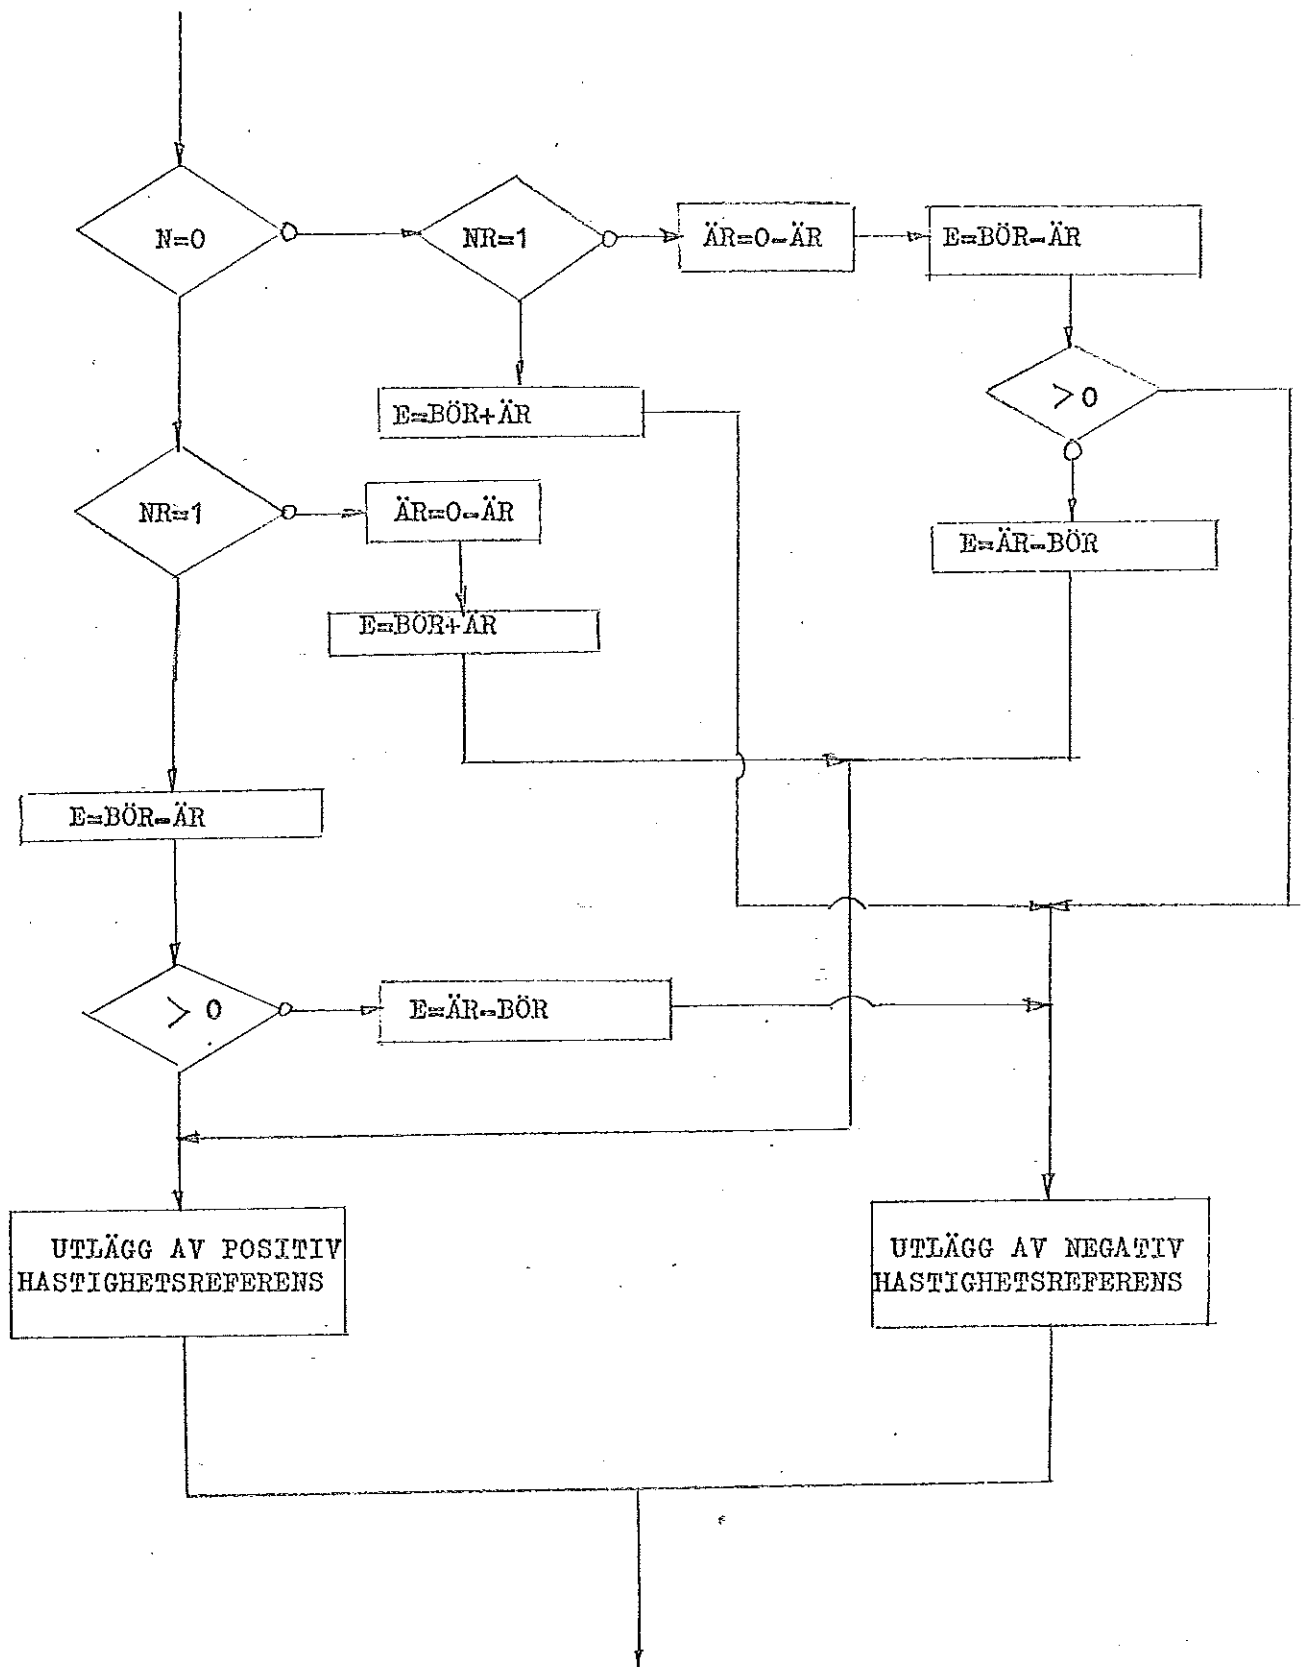 N=0
NR=1
ÄR=0-ÄR
E=BÖR-ÄR
>0
E=BÖR+ÄR
NR=1
ÄR=0-ÄR
E=ÄR-BÖR
E=BÖR+ÄR
E=BÖR-ÄR
>0
E=ÄR-BÖR
UTLÄGG AV POSITIV
HASTIGHETSREFERENS
UTLÄGG AV NEGATIV
HASTIGHETSREFERENS